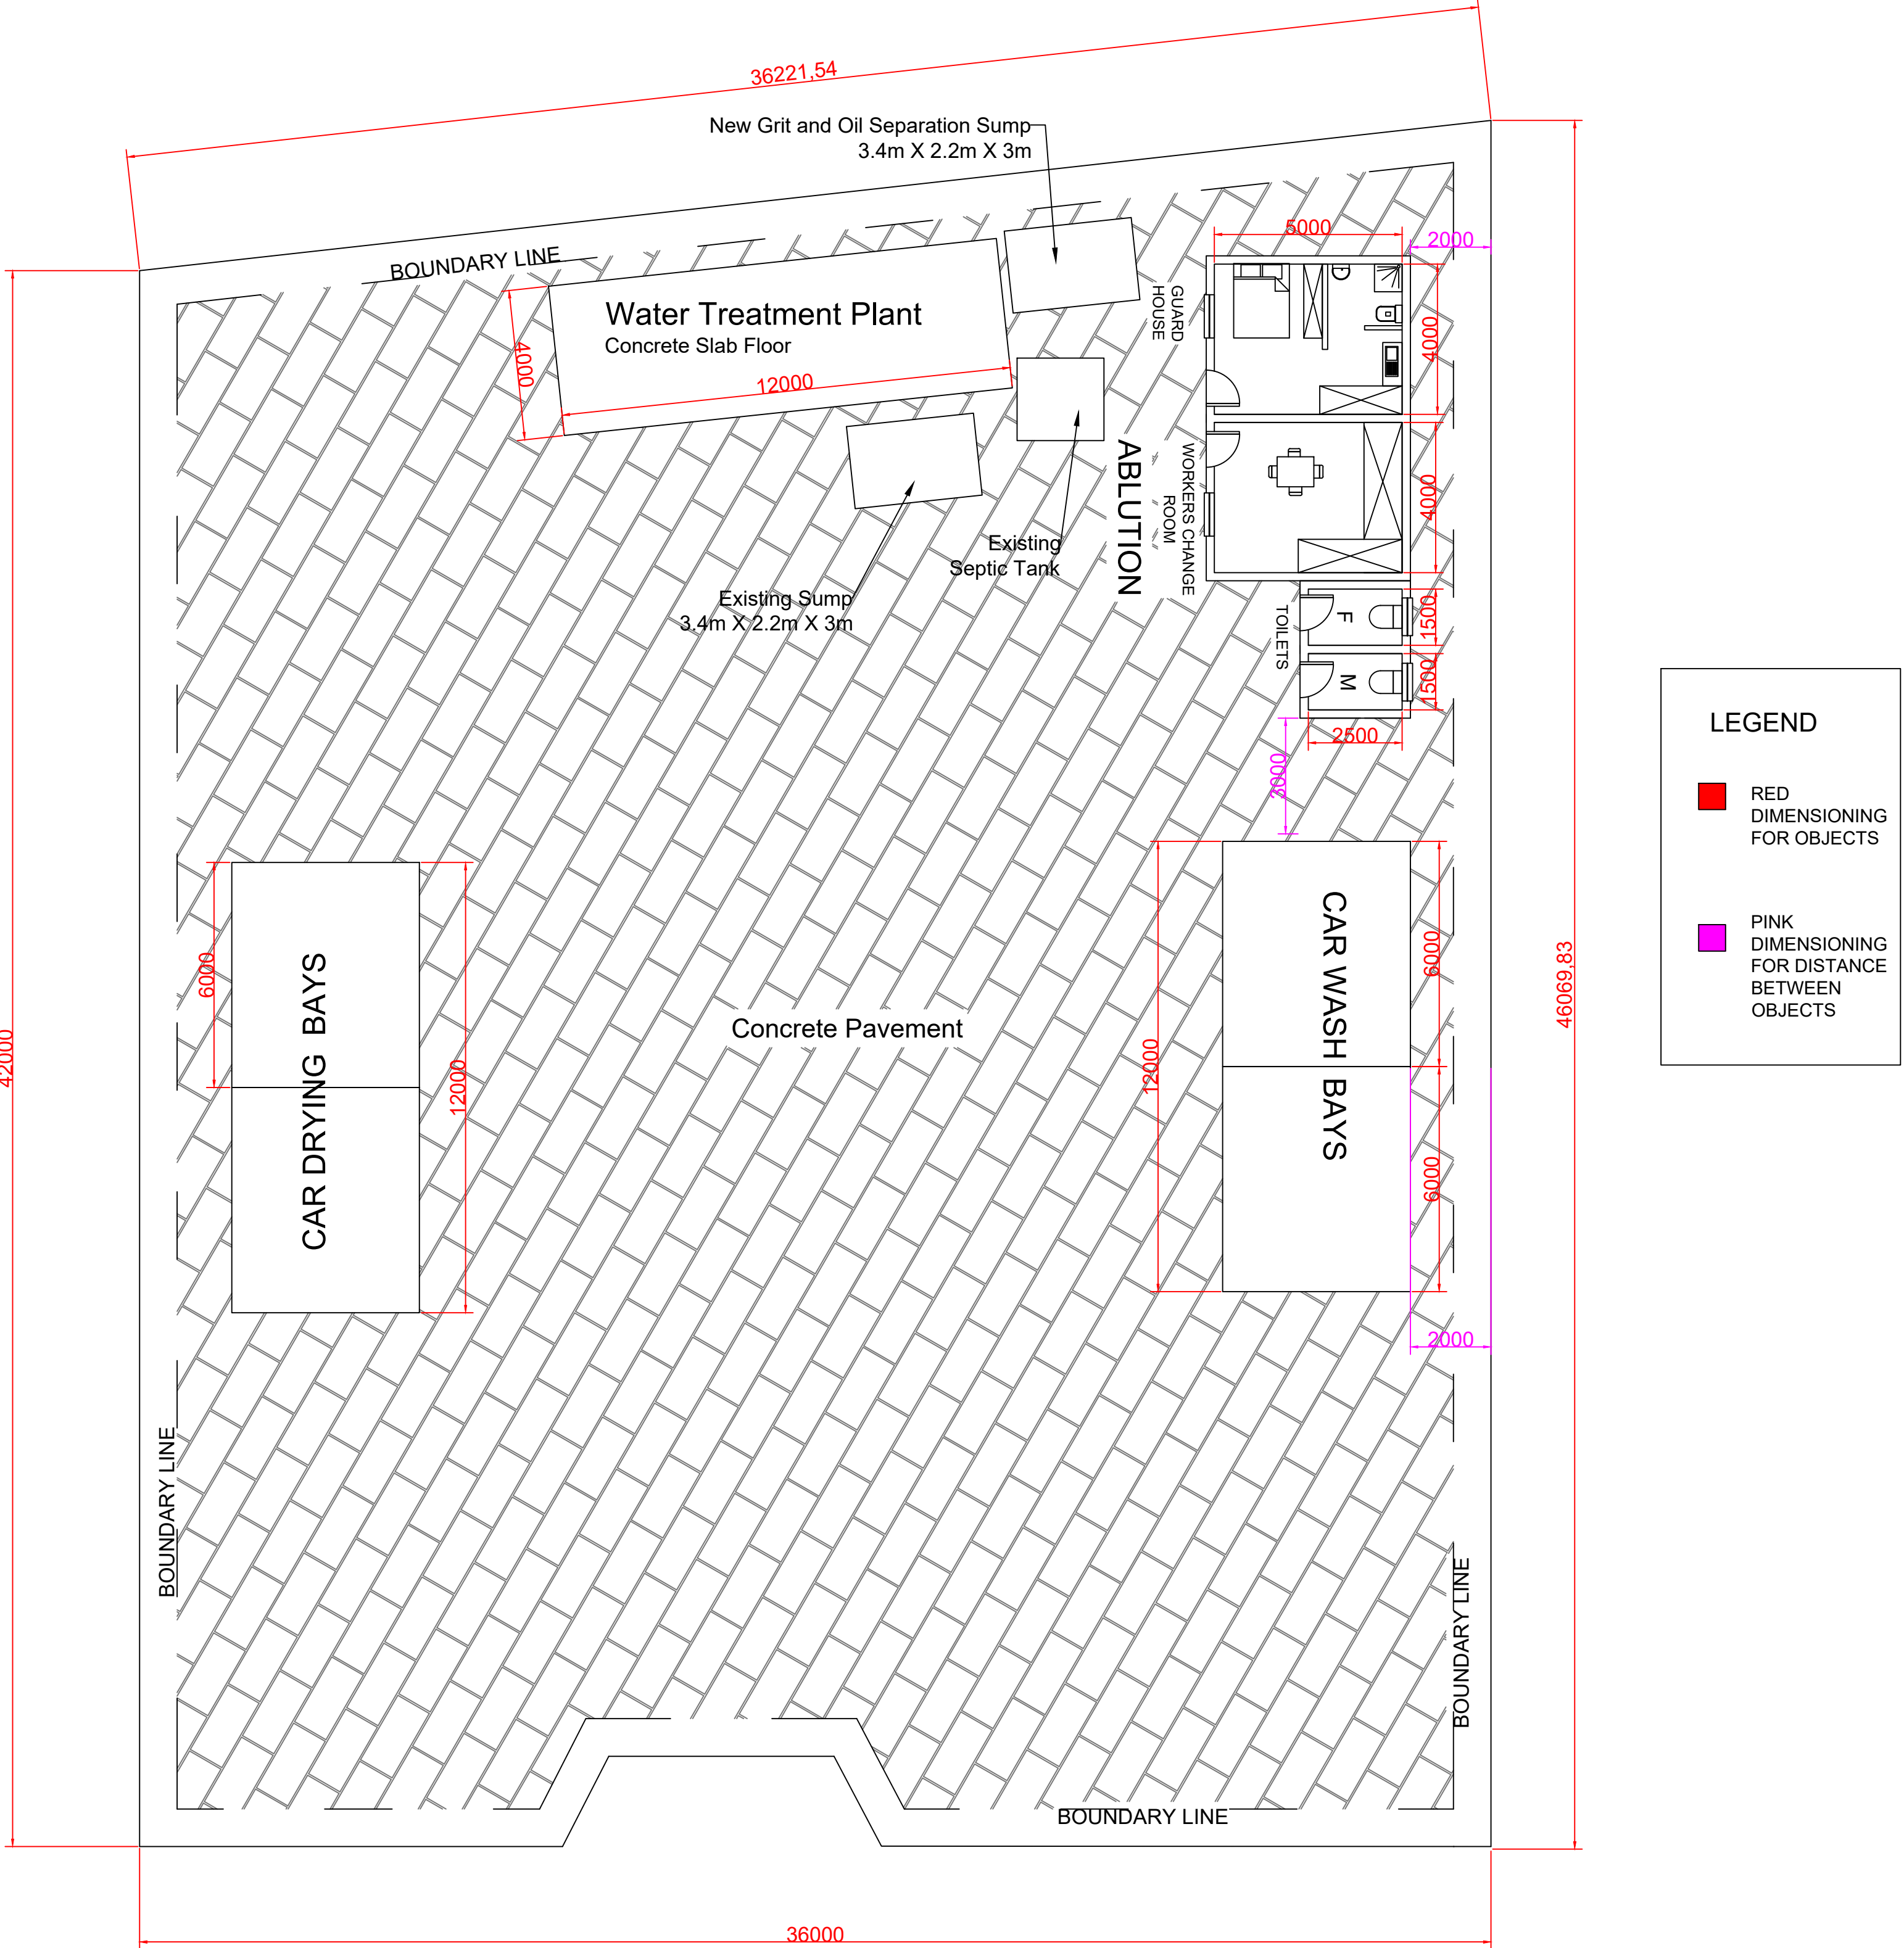 36221,54
New Grit and Oil Separation Sump
3.4m X 2.2m X 3m
BOUNDARY LINE
5000
2000
Water Treatment Plant
Concrete Slab Floor
4000
12000
GUARD
HOUSE
D
4000
ABLUTION
WORKERS CHANGE
ROOM
4000
Existing
Septic Tank
Existing Sump
3.4m X 2.2m X 3m
TOILETS
F
1500
M
1500
2500
3000
LEGEND
RED
DIMENSIONING
FOR OBJECTS
PINK
DIMENSIONING
FOR DISTANCE
BETWEEN
OBJECTS
6000
CAR DRYING BAYS
12000
Concrete Pavement
12000
CAR WASH BAYS
6000
6000
46069,83
42000
2000
BOUNDARY LINE
BOUNDARY LINE
BOUNDARY LINE
36000